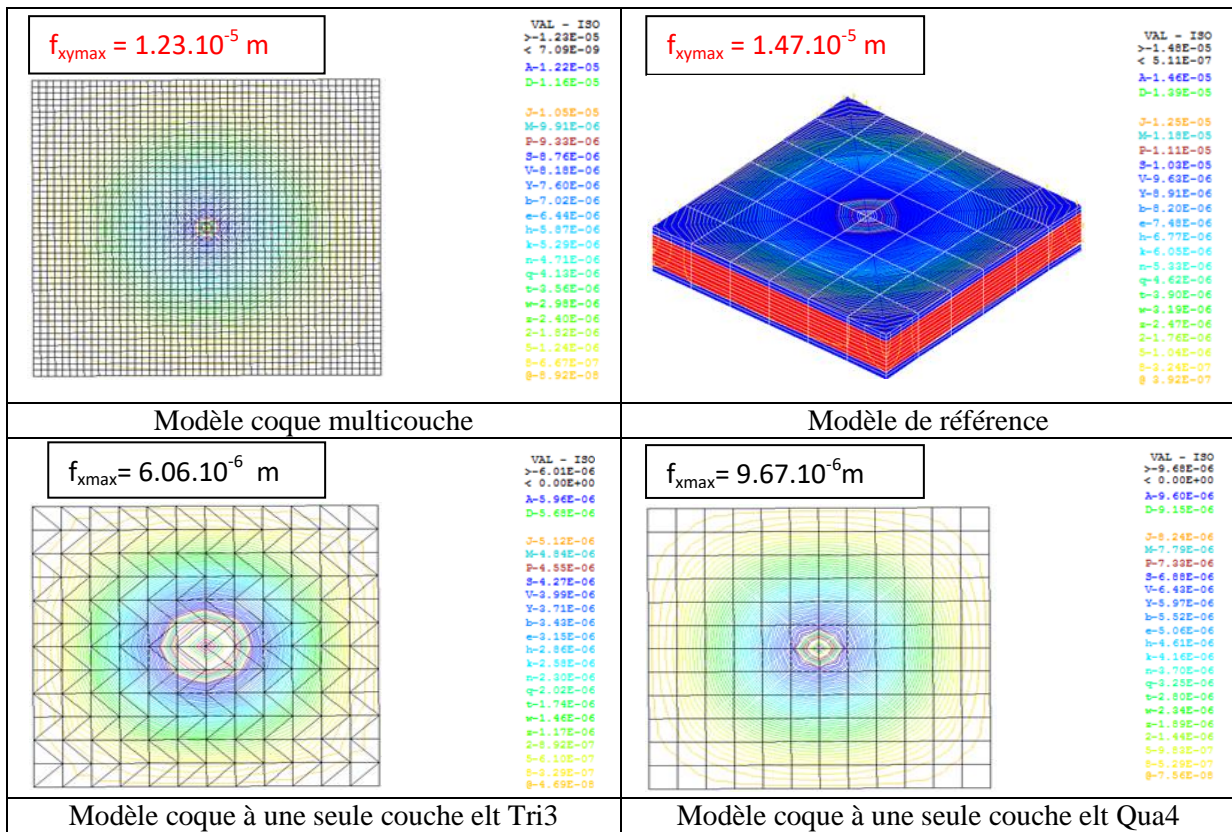 f_xymax = 1.23.10^-5 m
VAL - ISO
>-1.23E-05
< 7.09E-09
A-1.22E-05
D-1.16E-05
J-1.05E-05
M-9.91E-06
P-9.33E-06
S-8.76E-06
V-8.18E-06
Y-7.60E-06
b-7.02E-06
e-6.44E-06
h-5.87E-06
k-5.29E-06
n-4.71E-06
q-4.13E-06
t-3.56E-06
w-2.98E-06
z-2.40E-06
2-1.82E-06
5-1.24E-06
8-6.67E-07
@-8.92E-08
Modèle coque multicouche
f_xymax = 1.47.10^-5 m
VAL - ISO
>-1.48E-05
< 5.11E-07
A-1.46E-05
D-1.39E-05
J-1.25E-05
M-1.18E-05
P-1.11E-05
S-1.03E-05
V-9.63E-06
Y-8.91E-06
b-8.20E-06
e-7.48E-06
h-6.77E-06
k-6.05E-06
n-5.33E-06
q-4.62E-06
t-3.90E-06
w-3.19E-06
z-2.47E-06
2-1.76E-06
5-1.04E-06
8-3.24E-07
@ 3.92E-07
Modèle de référence
f_xmax= 6.06.10^-6 m
VAL - ISO
>-6.01E-06
< 0.00E+00
A-5.96E-06
D-5.68E-06
J-5.12E-06
M-4.84E-06
P-4.55E-06
S-4.27E-06
V-3.99E-06
Y-3.71E-06
b-3.43E-06
e-3.15E-06
h-2.86E-06
k-2.58E-06
n-2.30E-06
q-2.02E-06
t-1.74E-06
w-1.46E-06
z-1.17E-06
2-8.92E-07
5-6.10E-07
8-3.29E-07
@-4.69E-08
Modèle coque à une seule couche elt Tri3
f_xmax= 9.67.10^-6m
VAL - ISO
>-9.68E-06
< 0.00E+00
A-9.60E-06
D-9.15E-06
J-8.24E-06
M-7.79E-06
P-7.33E-06
S-6.88E-06
V-6.43E-06
Y-5.97E-06
b-5.52E-06
e-5.06E-06
h-4.61E-06
k-4.16E-06
n-3.70E-06
q-3.25E-06
t-2.80E-06
w-2.34E-06
z-1.89E-06
2-1.44E-06
5-9.83E-07
8-5.29E-07
@-7.56E-08
Modèle coque à une seule couche elt Qua4